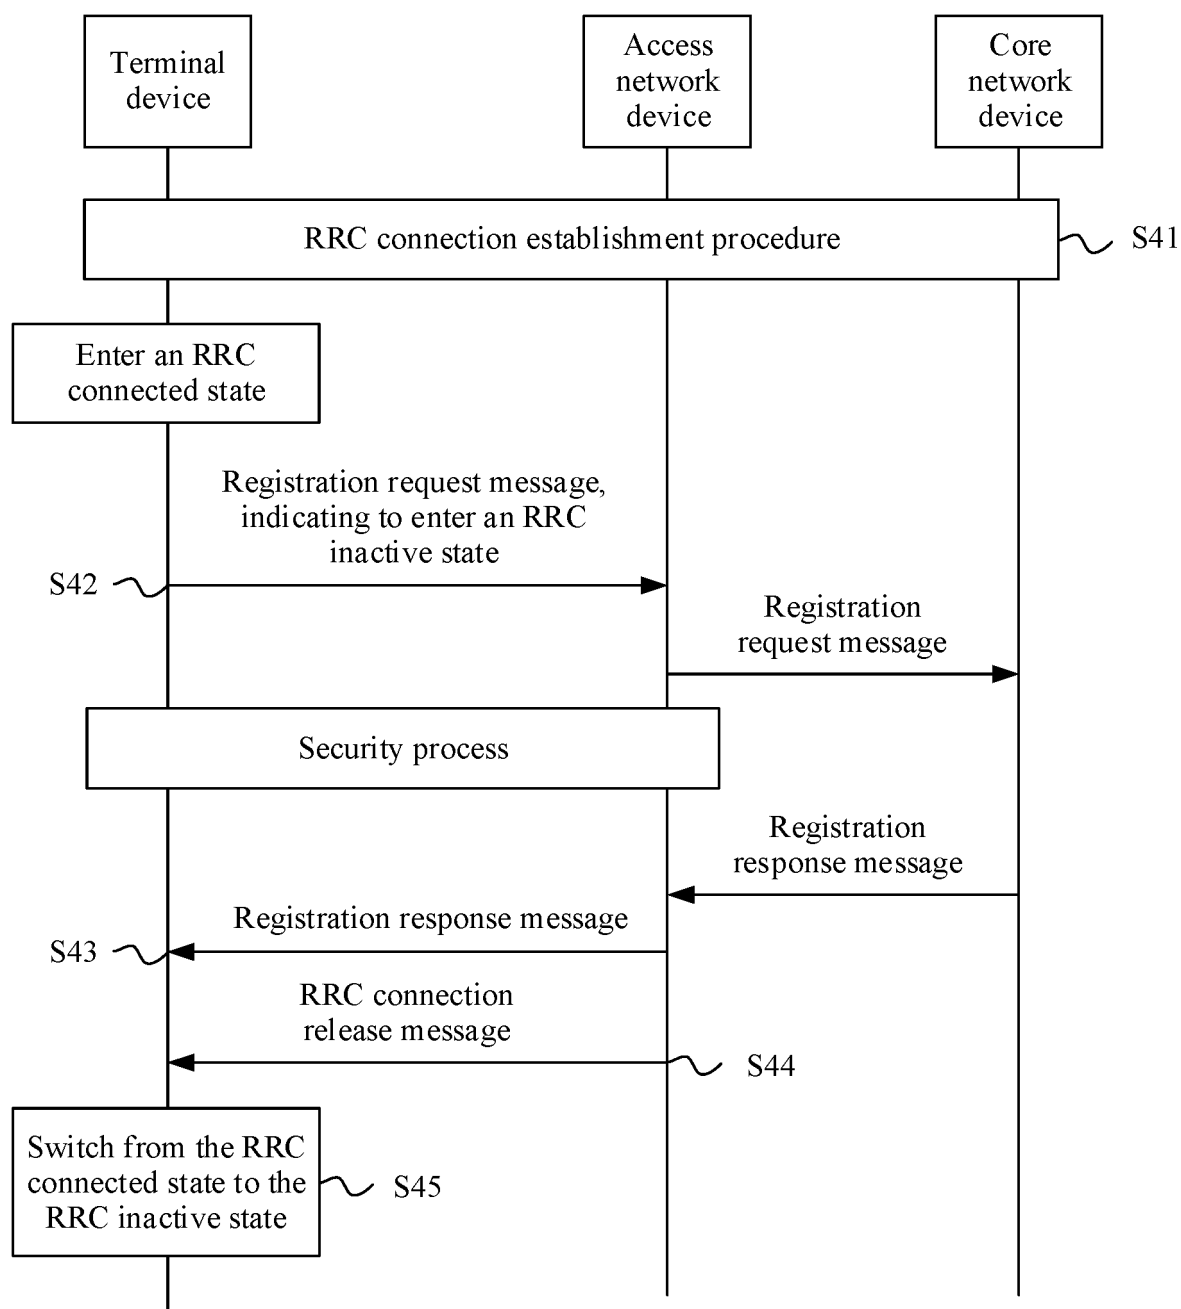 Terminal
device
Access
network
device
Core
network
device
RRC connection establishment procedure
S41
Enter an RRC
connected state
Registration request message,
indicating to enter an RRC
inactive state
S42
Registration
request message
Security process
Registration
response message
Registration response message
S43
RRC connection
release message
S44
Switch from the RRC
connected state to the
RRC inactive state
S45